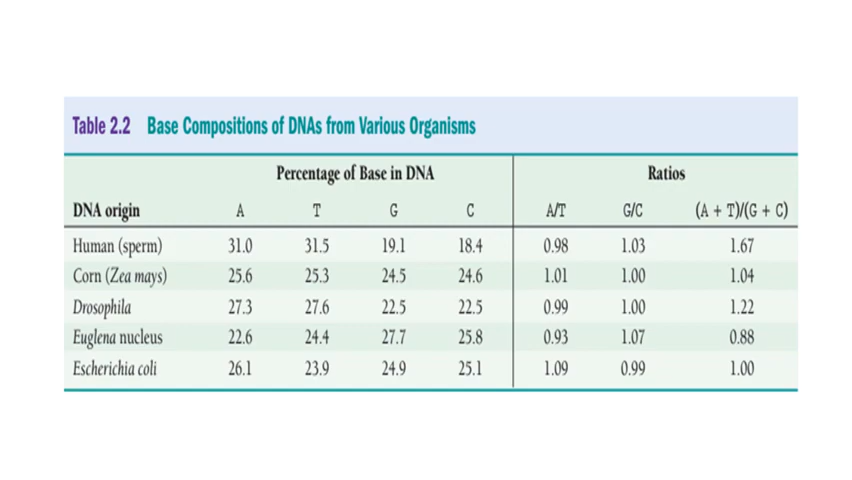 Table 2.2 Base Compositions of DNAs from Various Organisms
Percentage of Base in DNA Ratios
DNA origin A T G C A/T G/C (A + T)/(G + C)
Human (sperm) 31.0 31.5 19.1 18.4 0.98 1.03 1.67
Corn (Zea mays) 25.6 25.3 24.5 24.6 1.01 1.00 1.04
Drosophila 27.3 27.6 22.5 22.5 0.99 1.00 1.22
Euglena nucleus 22.6 24.4 27.7 25.8 0.93 1.07 0.88
Escherichia coli 26.1 23.9 24.9 25.1 1.09 0.99 1.00